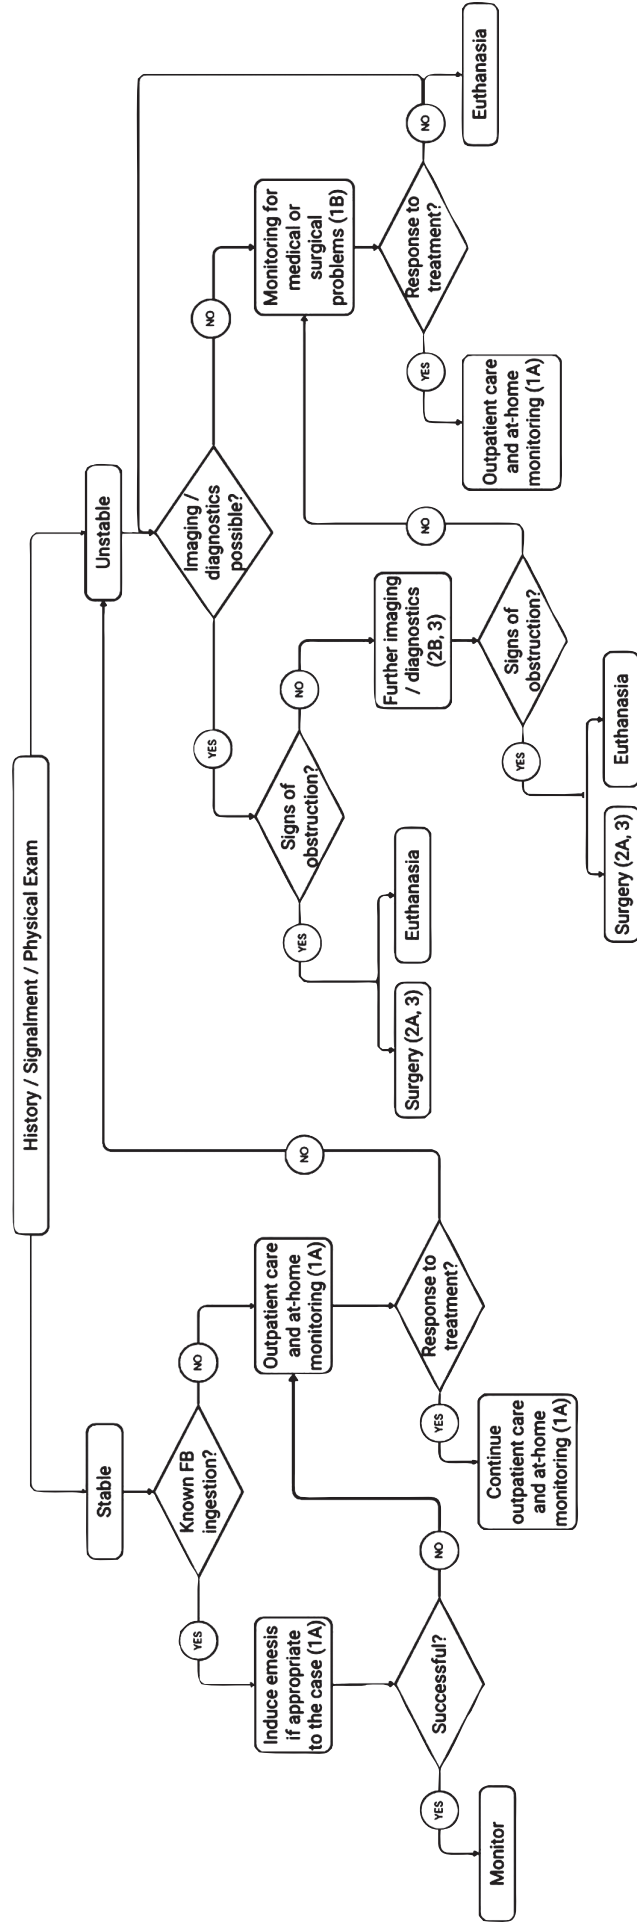 History / Signalment / Physical Exam
Stable
Unstable
Known FB
ingestion?
YES
NO
Induce emesis
if appropriate
to the case (1A)
Outpatient care
and at-home
monitoring (1A)
Successful?
YES
NO
Monitor
Response to
treatment?
YES
NO
Continue
outpatient care
and at-home
monitoring (1A)
Imaging /
diagnostics
possible?
YES
NO
Signs of
obstruction?
YES
NO
Surgery (2A, 3)
Euthanasia
Further imaging
/ diagnostics
(2B, 3)
Signs of
obstruction?
YES
NO
Surgery (2A, 3)
Euthanasia
Monitoring for
medical or
surgical
problems (1B)
Response to
treatment?
YES
NO
Outpatient care
and at-home
monitoring (1A)
Euthanasia